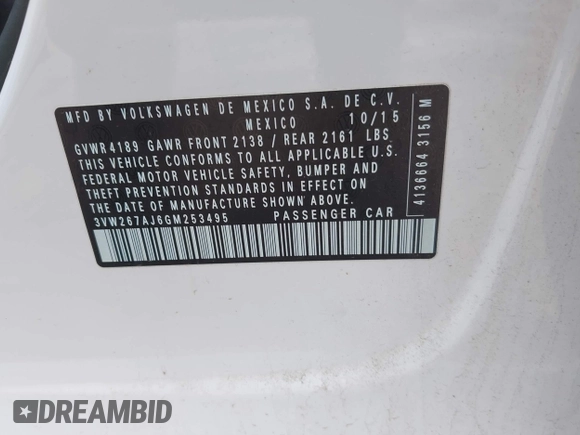 MFD BY VOLKSWAGEN DE MEXICO S.A. DE C.V.
MEXICO 10/15
GVWR 4189 GAWR FRONT 2138 / REAR 2161 LBS
THIS VEHICLE CONFORMS TO ALL APPLICABLE U.S.
FEDERAL MOTOR VEHICLE SAFETY, BUMPER AND
THEFT PREVENTION STANDARDS IN EFFECT ON
THE DATE OF MANUFACTURE SHOWN ABOVE.
3VW267AJ6GM253495 PASSENGER CAR
4136664 3156 M
DREAMBID